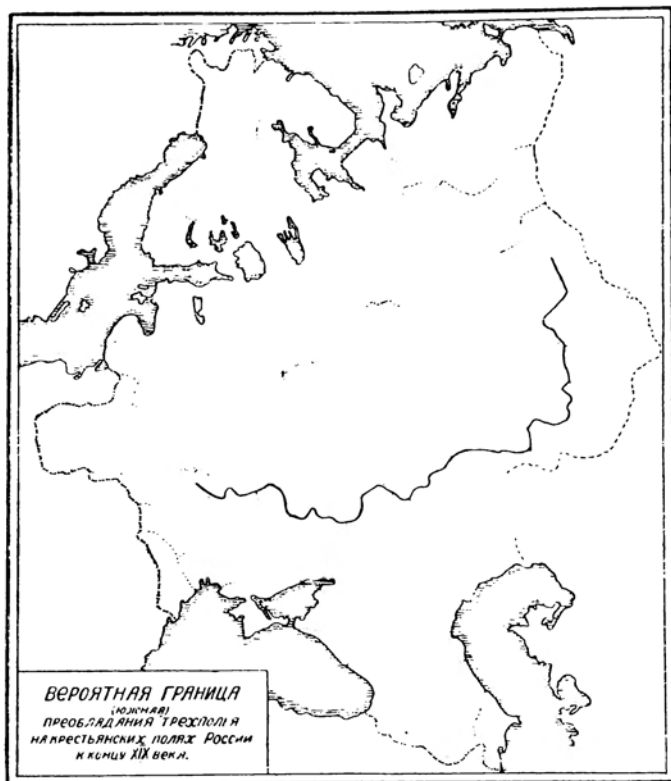 ВЕРОЯТНАЯ ГРАНИЦА
(ЮЖНАЯ)
ПРЕОБЛАДАНИЯ ТРЕХПОЛЬЯ
НА КРЕСТЬЯНСКИХ ПОЛЯХ РОССИИ
К КОНЦУ XIX ВЕКА.